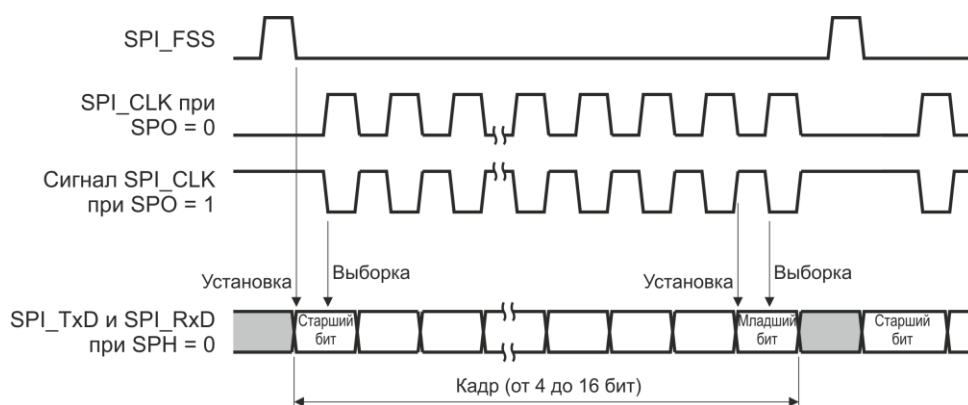 SPI_FSS
SPI_CLK при
SPO = 0
Сигнал SPI_CLK
при SPO = 1
Установка
Выборка
Установка
Выборка
SPI_TxD и SPI_RxD
при SPH = 0
Старший
бит
Младший
бит
Старший
бит
Кадр (от 4 до 16 бит)